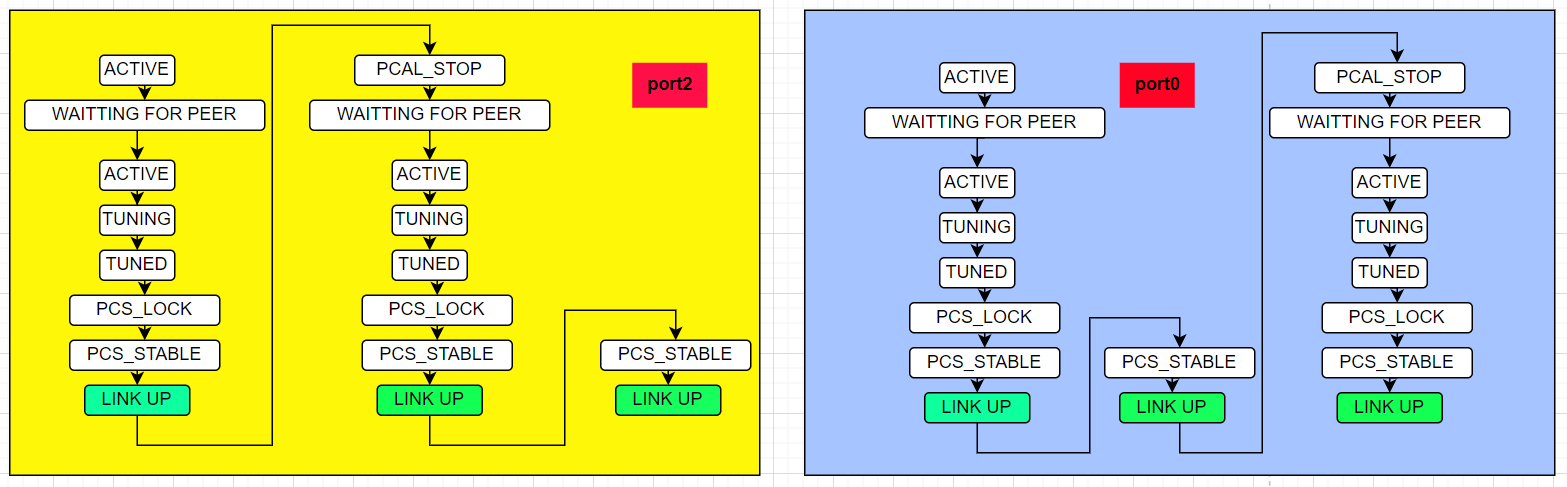 ACTIVE
WAITTING FOR PEER
ACTIVE
TUNING
TUNED
PCS_LOCK
PCS_STABLE
LINK UP
PCAL_STOP
WAITTING FOR PEER
ACTIVE
TUNING
TUNED
PCS_LOCK
PCS_STABLE
LINK UP
port2
PCS_STABLE
LINK UP
ACTIVE
WAITTING FOR PEER
ACTIVE
TUNING
TUNED
PCS_LOCK
PCS_STABLE
LINK UP
port0
PCS_STABLE
LINK UP
PCAL_STOP
WAITTING FOR PEER
ACTIVE
TUNING
TUNED
PCS_LOCK
PCS_STABLE
LINK UP